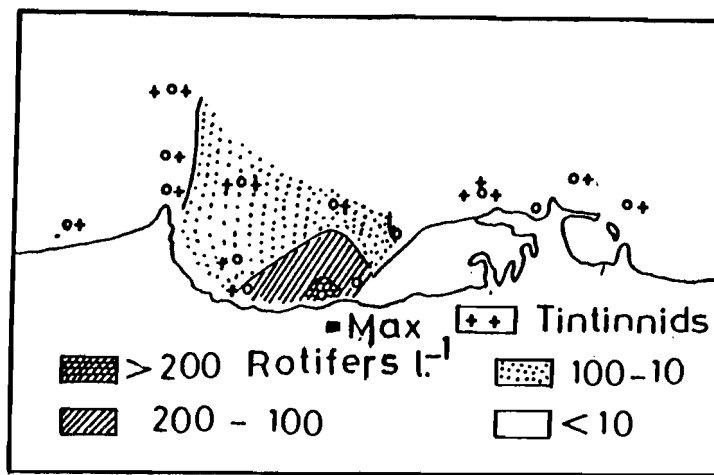 Max
++ Tintinnids
>200 Rotifers l.⁻¹
100-10
200 - 100
<10